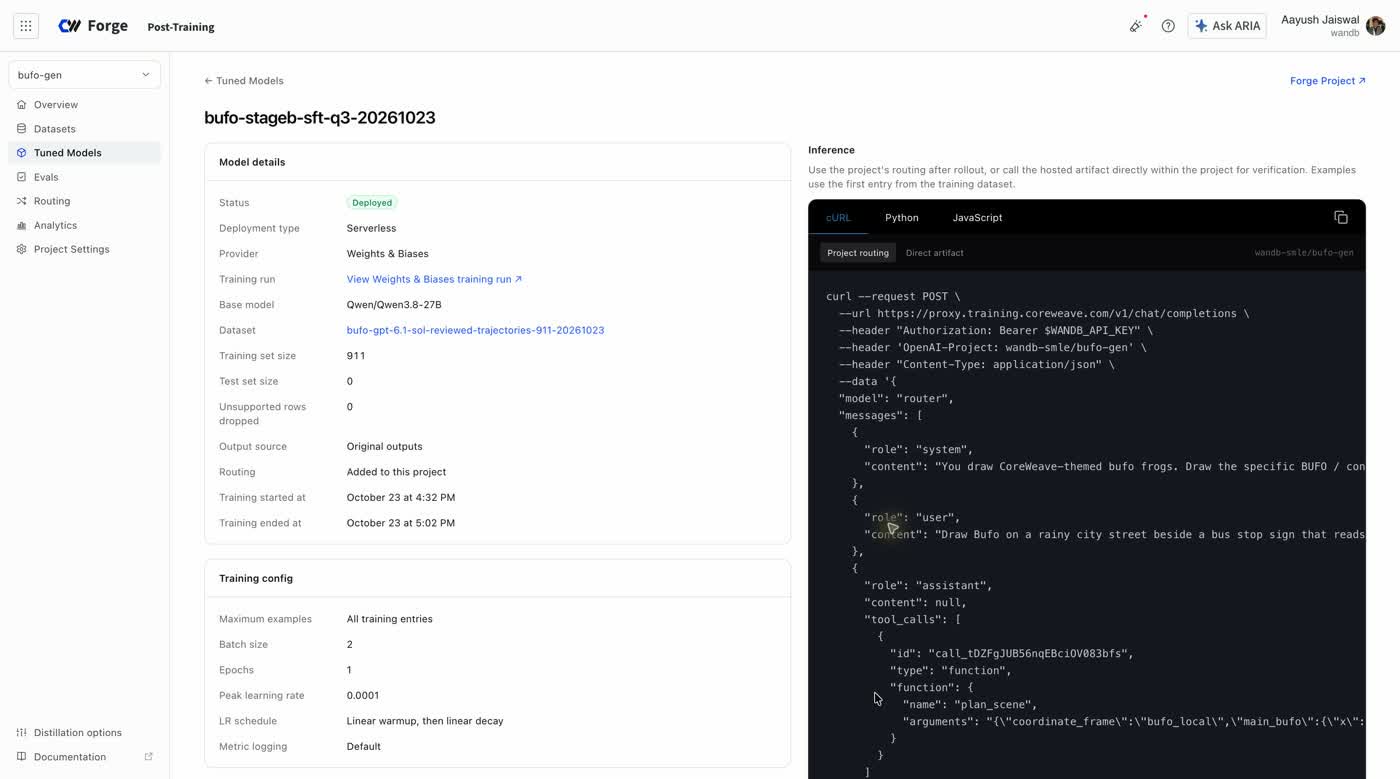 Forge
Post-Training
Ask ARIA
Aayush Jaiswal
wandb
bufo-gen
Overview
Datasets
Tuned Models
Evals
Routing
Analytics
Project Settings
Distillation options
Documentation
← Tuned Models
Forge Project ↗
bufo-stageb-sft-q3-20261023
Model details
Status Deployed
Deployment type Serverless
Provider Weights & Biases
Training run View Weights & Biases training run ↗
Base model Qwen/Qwen3.8-27B
Dataset bufo-gpt-6.1-sol-reviewed-trajectories-911-20261023
Training set size 911
Test set size 0
Unsupported rows dropped 0
Output source Original outputs
Routing Added to this project
Training started at October 23 at 4:32 PM
Training ended at October 23 at 5:02 PM
Training config
Maximum examples All training entries
Batch size 2
Epochs 1
Peak learning rate 0.0001
LR schedule Linear warmup, then linear decay
Metric logging Default
Inference
Use the project's routing after rollout, or call the hosted artifact directly within the project for verification. Examples
use the first entry from the training dataset.
cURL Python JavaScript
Project routing Direct artifact wandb-smle/bufo-gen
curl --request POST \
--url https://proxy.training.coreweave.com/v1/chat/completions \
--header "Authorization: Bearer $WANDB_API_KEY" \
--header 'OpenAI-Project: wandb-smle/bufo-gen' \
--header "Content-Type: application/json" \
--data '{
"model": "router",
"messages": [
{
"role": "system",
"content": "You draw CoreWeave-themed bufo frogs. Draw the specific BUFO / con
},
{
"role": "user",
"content": "Draw Bufo on a rainy city street beside a bus stop sign that reads
},
{
"role": "assistant",
"content": null,
"tool_calls": [
{
"id": "call_tDZFgJUB56nqEBciOV083bfs",
"type": "function",
"function": {
"name": "plan_scene",
"arguments": "{\"coordinate_frame\":\"bufo_local\",\"main_bufo\":{\"x\":
}
}
]